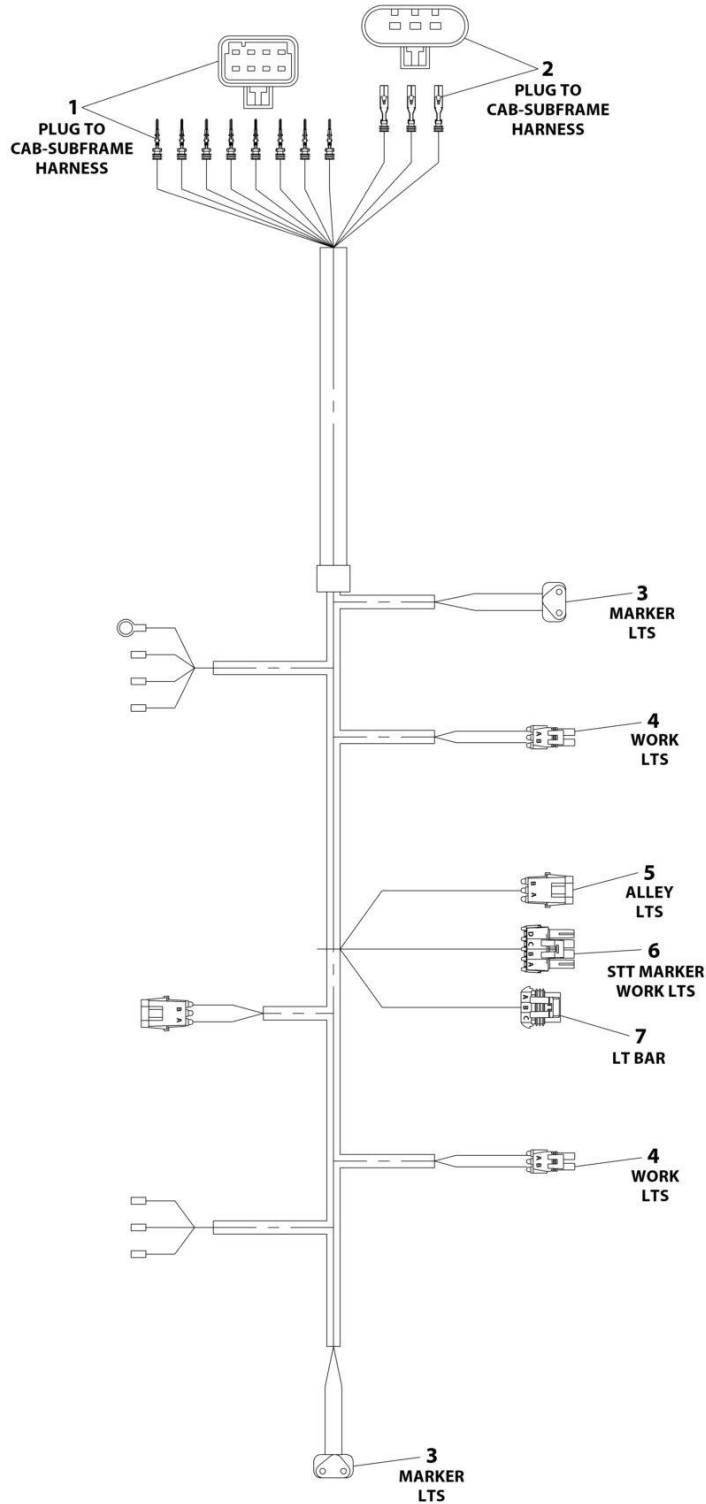 1
PLUG TO
CAB-SUBFRAME
HARNESS
2
PLUG TO
CAB-SUBFRAME
HARNESS
3
MARKER
LTS
4
WORK
LTS
A
B
5
ALLEY
LTS
B
A
6
STT MARKER
WORK LTS
D
C
B
A
7
LT BAR
A
B
C
B
A
4
WORK
LTS
A
B
3
MARKER
LTS